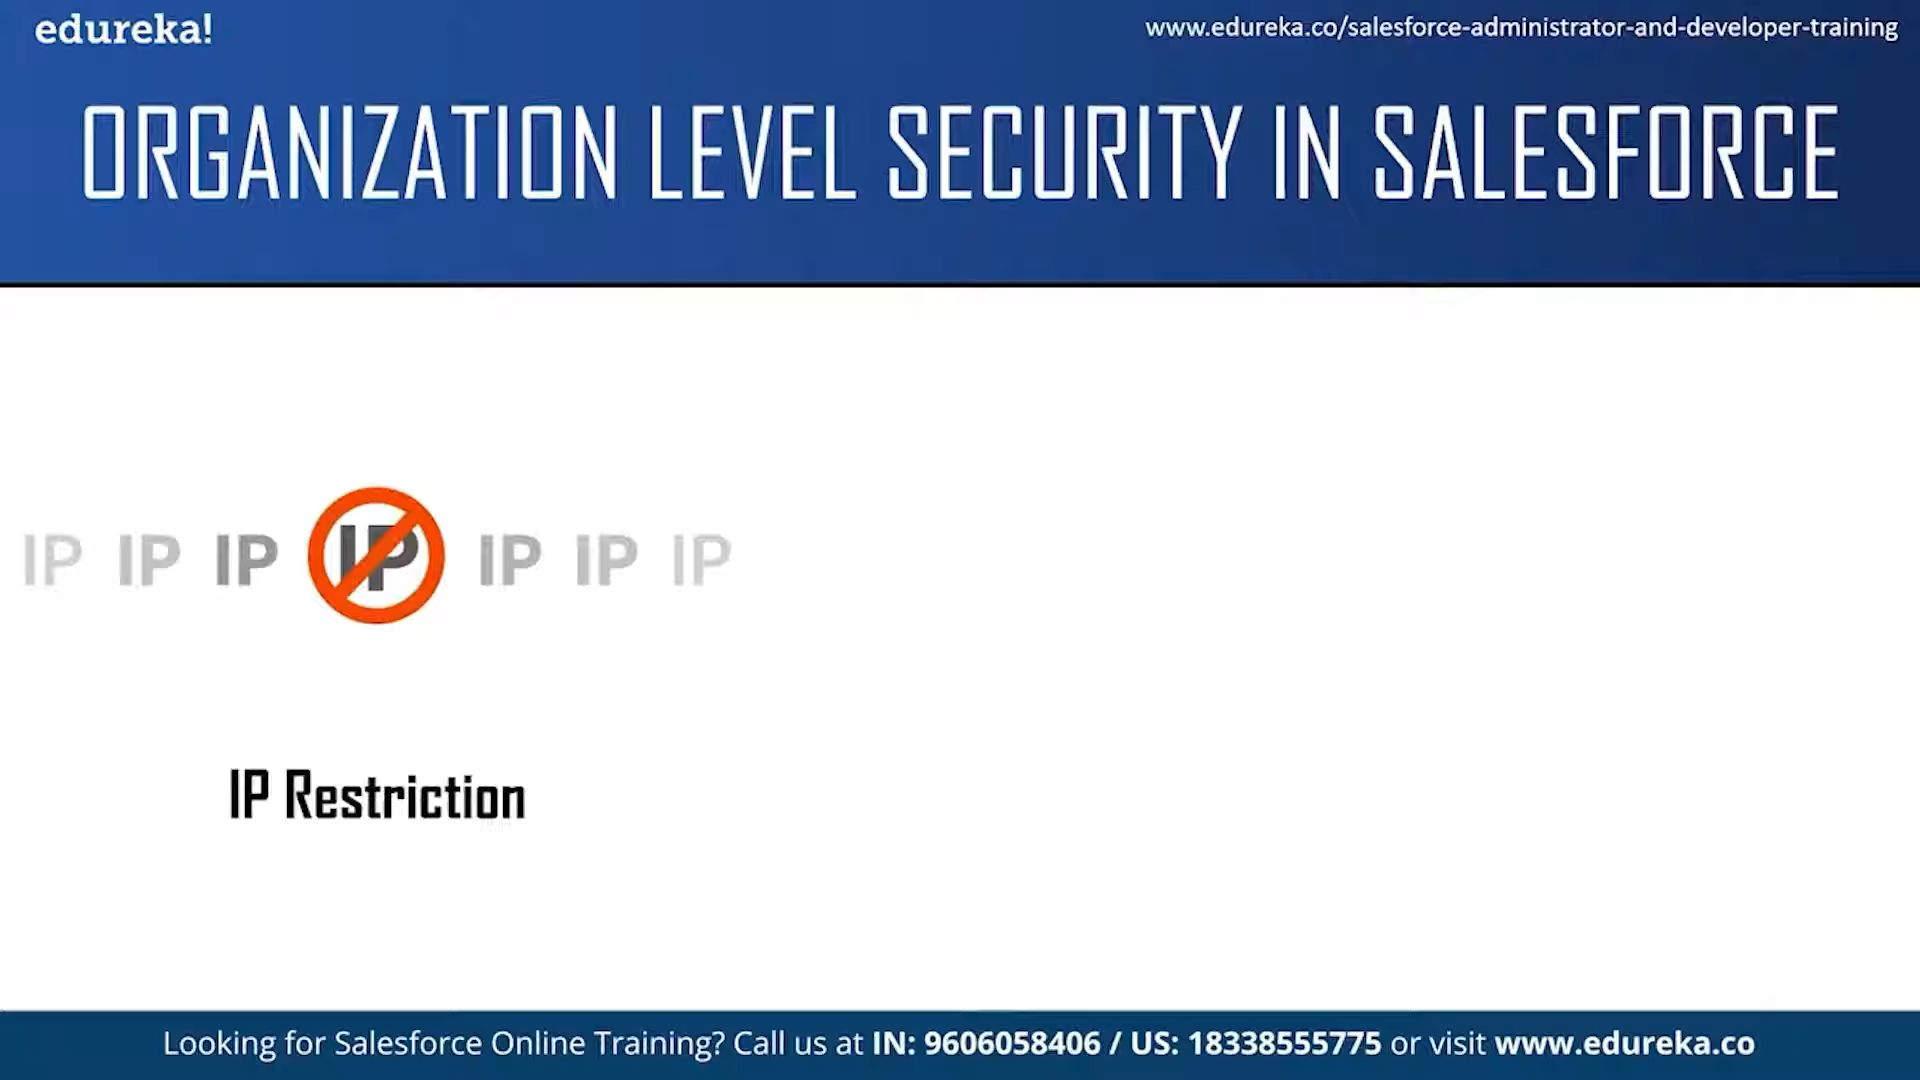 edureka!
www.edureka.co/salesforce-administrator-and-developer-training
ORGANIZATION LEVEL SECURITY IN SALESFORCE
IP IP IP IP IP IP IP
IP Restriction
Looking for Salesforce Online Training? Call us at IN: 9606058406 / US: 18338555775 or visit www.edureka.co